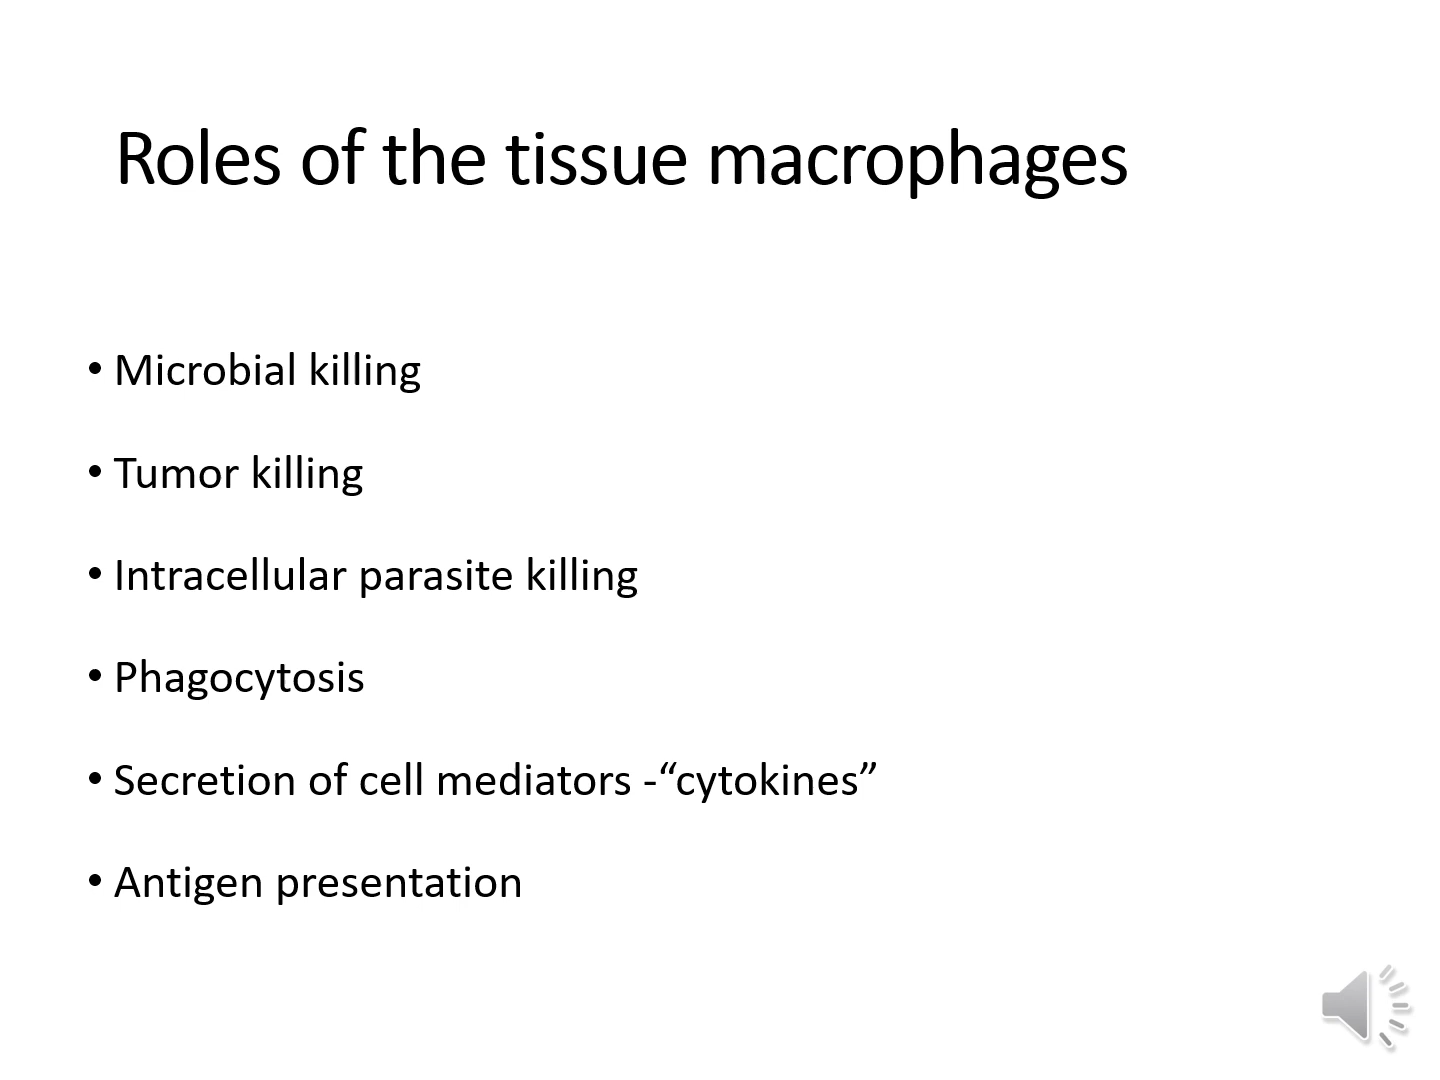 Roles of the tissue macrophages
• Microbial killing
• Tumor killing
• Intracellular parasite killing
• Phagocytosis
• Secretion of cell mediators -“cytokines”
• Antigen presentation